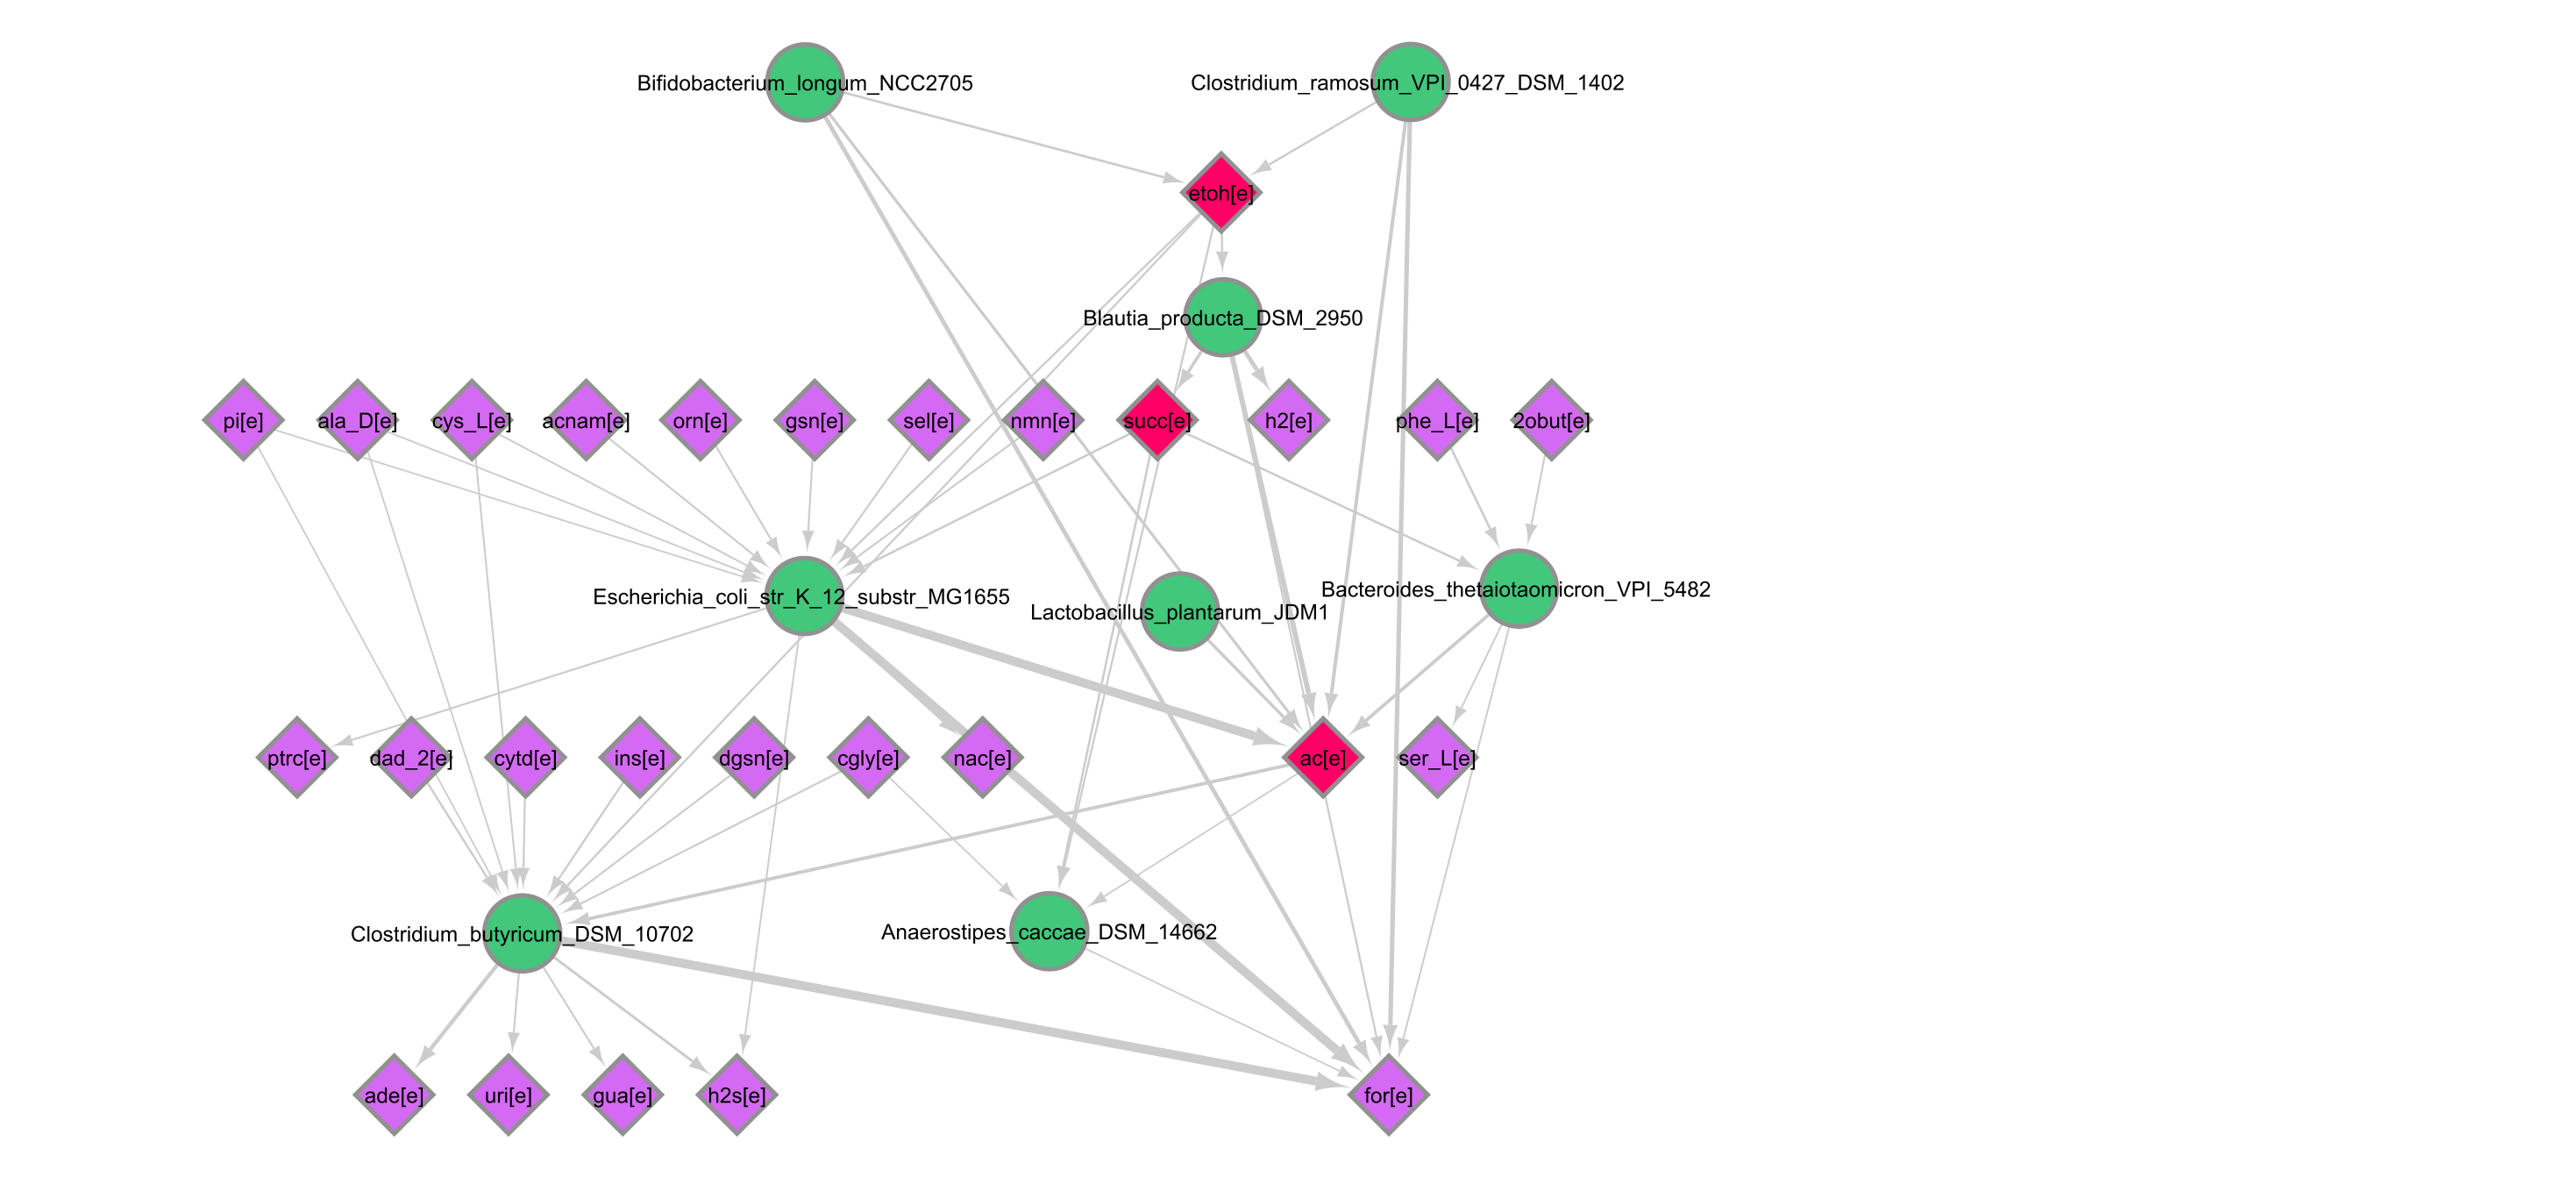 Bifidobacterium_longum_NCC2705
Clostridium_ramosum_VPI_0427_DSM_1402
etoh[e]
Blautia_producta_DSM_2950
pi[e]
ala_D[e]
cys_L[e]
acnam[e]
orn[e]
gsn[e]
sel[e]
nmn[e]
succ[e]
h2[e]
phe_L[e]
2obut[e]
Escherichia_coli_str_K_12_substr_MG1655
Lactobacillus_plantarum_JDM1
Bacteroides_thetaiotaomicron_VPI_5482
ptrc[e]
dad_2[e]
cytd[e]
ins[e]
dgsn[e]
cgly[e]
nac[e]
ac[e]
ser_L[e]
Clostridium_butyricum_DSM_10702
Anaerostipes_caccae_DSM_14662
ade[e]
uri[e]
gua[e]
h2s[e]
for[e]